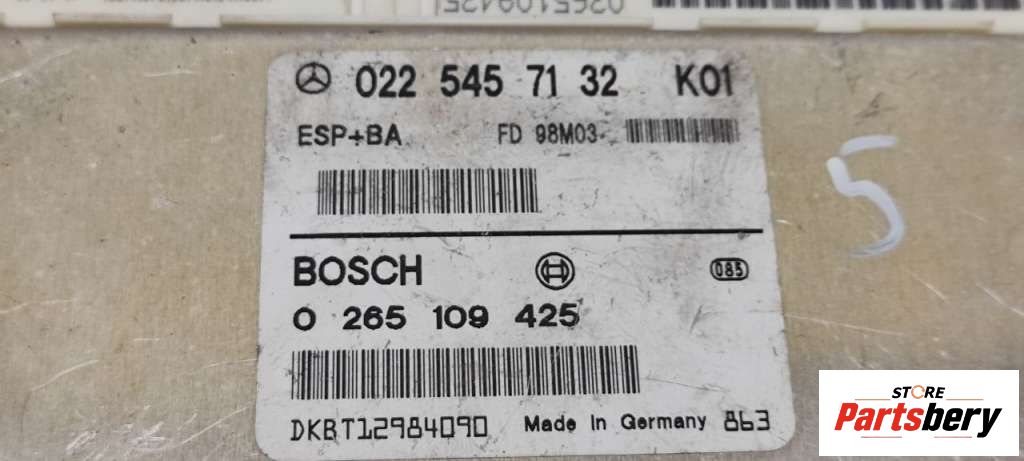 0265109425
022 545 71 32 K01
ESP+BA FD 98M03
BOSCH 085
0 265 109 425
DKBT12984090 Made In Germany 863
5
STORE
Partsbery